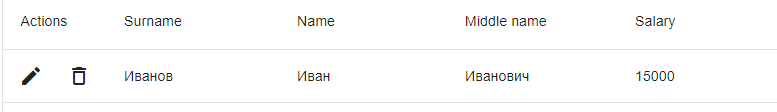 Actions Surname Name Middle name Salary
Иванов Иван Иванович 15000